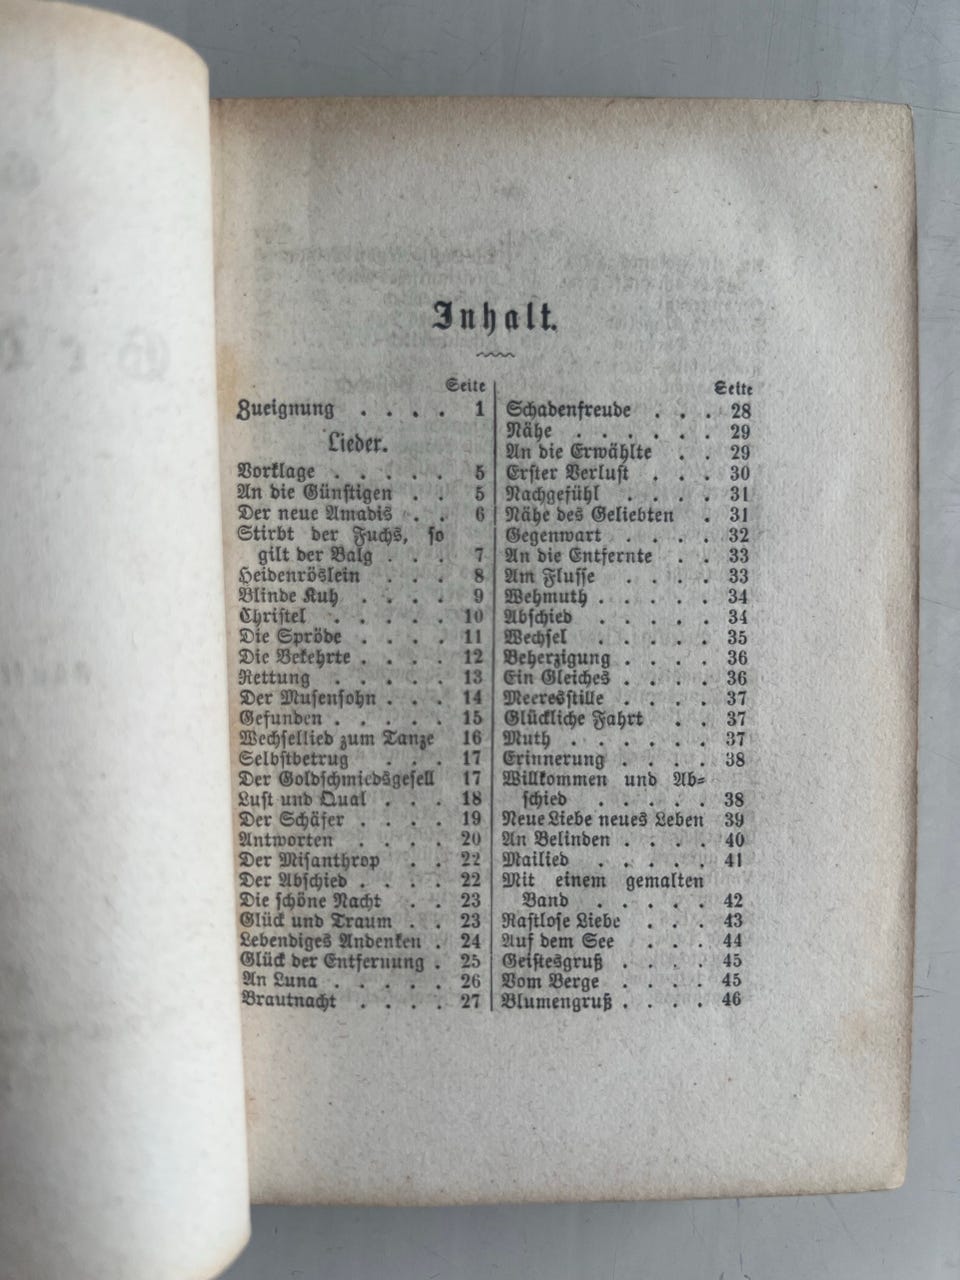 Inhalt.
Seite
Zueignung . . . . 1
Lieder.
Vorklage . . . . . 5
An die Günstigen . . 5
Der neue Amadis . . 6
Stirbt der Fuchs, so
gilt der Balg . . . 7
Heidenröslein . . . . 8
Blinde Kuh . . . . 9
Christel . . . . . 10
Die Spröde . . . . 11
Die Bekehrte . . . . 12
Rettung . . . . . 13
Der Musensohn . . . 14
Gefunden . . . . . 15
Wechsellied zum Tanze 16
Selbstbetrug . . . 17
Der Goldschmiedsgesell 17
Lust und Qual . . . 18
Der Schäfer . . . . 19
Antworten . . . . 20
Der Misanthrop . . 22
Der Abschied . . . . 22
Die schöne Nacht . . 23
Glück und Traum . . 23
Lebendiges Andenken . 24
Glück der Entfernung . 25
An Luna . . . . . 26
Brautnacht . . . . 27
Seite
Schadenfreude . . . 28
Nähe . . . . . . 29
An die Erwählte . . 29
Erster Verlust . . . 30
Nachgefühl . . . . 31
Nähe des Geliebten . 31
Gegenwart . . . . 32
An die Entfernte . . 33
Am Flusse . . . . 33
Wehmuth . . . . . 34
Abschied . . . . . 34
Wechsel . . . . . 35
Beherzigung . . . . 36
Ein Gleiches . . . . 36
Meeresstille . . . . 37
Glückliche Fahrt . . 37
Muth . . . . . . 37
Erinnerung . . . . 38
Willkommen und Ab-
schied . . . . . 38
Neue Liebe neues Leben 39
An Belinden . . . . 40
Mailied . . . . . 41
Mit einem gemalten
Band . . . . . 42
Rastlose Liebe . . . 43
Auf dem See . . . 44
Geistesgruß . . . . 45
Vom Berge . . . . 45
Blumengruß . . . . 46